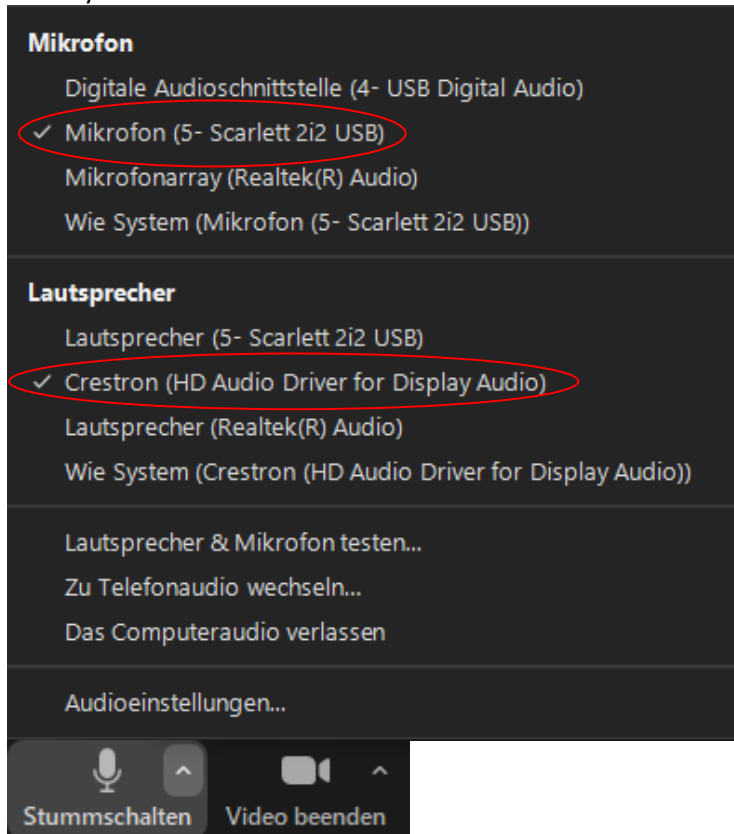 Mikrofon
Digitale Audioschnittstelle (4- USB Digital Audio)
✓ Mikrofon (5- Scarlett 2i2 USB)
Mikrofonarray (Realtek(R) Audio)
Wie System (Mikrofon (5- Scarlett 2i2 USB))
Lautsprecher
Lautsprecher (5- Scarlett 2i2 USB)
✓ Crestron (HD Audio Driver for Display Audio)
Lautsprecher (Realtek(R) Audio)
Wie System (Crestron (HD Audio Driver for Display Audio))
Lautsprecher & Mikrofon testen...
Zu Telefonaudio wechseln...
Das Computeraudio verlassen
Audioeinstellungen...
Stummschalten Video beenden